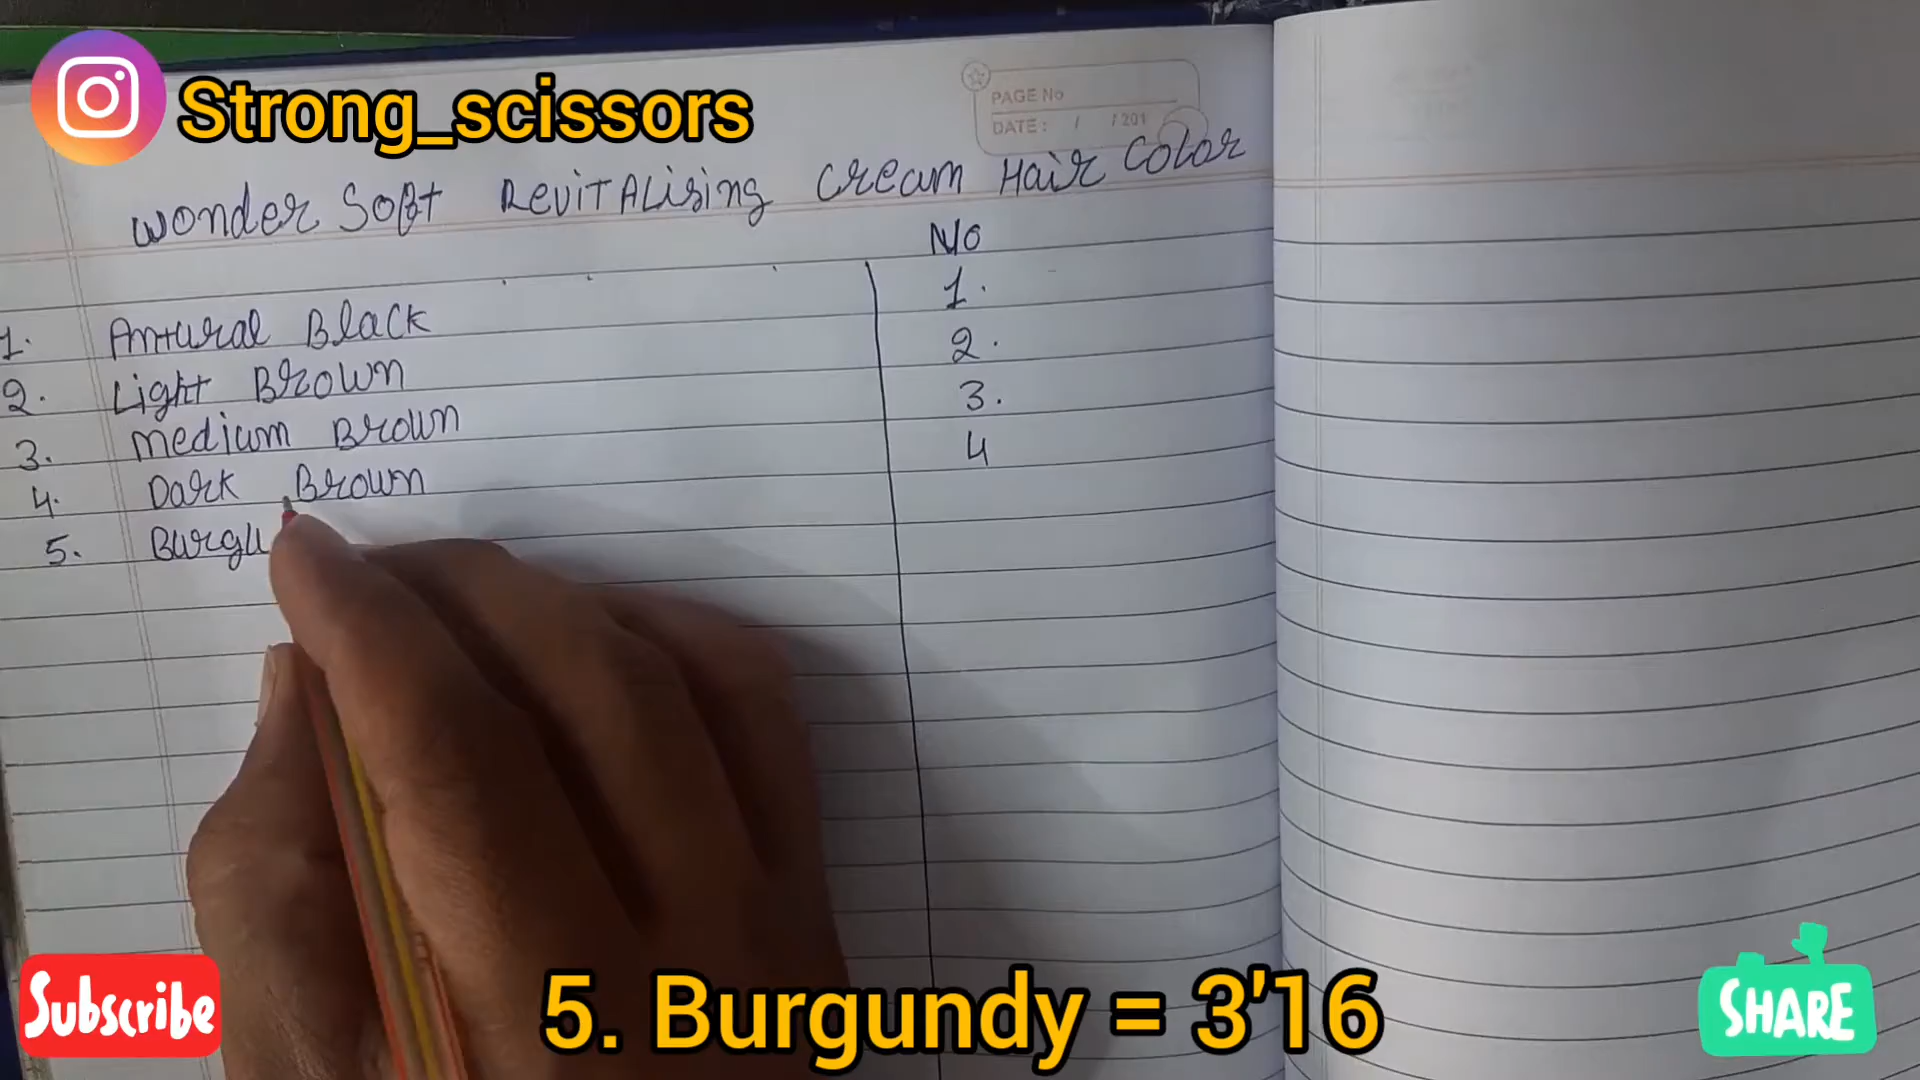 Strong_scissors
PAGE No
DATE : / / 201
Wonder Soft Revitalising Cream Hair Color
No
1. Antural Black 1.
2. Light Brown 2.
3. Medium Brown 3.
4. Dark Brown 4
5. Burgu
5. Burgundy = 3'16
Subscribe
SHARE